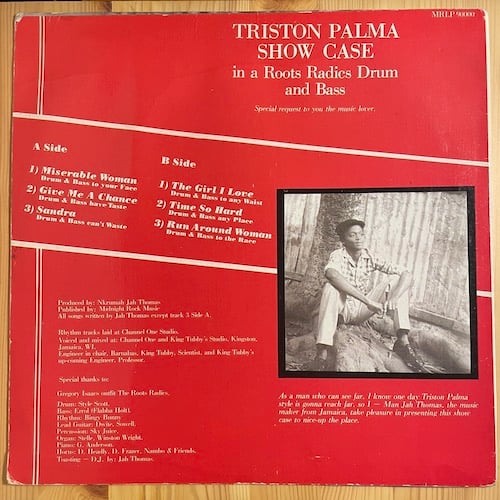 MRLP 90000
TRISTON PALMA
SHOW CASE
in a Roots Radics Drum
and Bass
Special request to you the music lover.
A Side
1) Miserable Woman
Drum & Bass to your Face
2) Give Me A Chance
Drum & Bass have Taste
3) Sandra
Drum & Bass can't Waste
B Side
1) The Girl I Love
Drum & Bass to any Waist
2) Time So Hard
Drum & Bass any Place
3) Run Around Woman
Drum & Bass to the Race
Produced by: Nkrumah Jah Thomas
Published by: Midnight Rock Music
All songs written by Jah Thomas except track 3 Side A.
Rhythm tracks laid at Channel One Studio.
Voiced and mixed at: Channel One and King Tubby's Studio, Kingston,
Jamaica, WI.
Engineer in chair, Barnabas, King Tubby, Scientist, and King Tubby's
up-coming Engineer, Professor.
Special thanks to:
Gregory Isaacs outfit The Roots Radics,
Drum: Style Scott,
Bass: Errol (Flabba Holt),
Rhythm: Bingy Bunny
Lead Guitar: Dwite, Sowell,
Percussion: Sky Juice,
Organ: Stelle, Winston Wright,
Piano: G. Anderson,
Horns: D. Headly, D. Frazer, Nambo & Friends.
Toasting - D.J. by: Jah Thomas.
As a man who can see far, I know one day Triston Palma
style is gonna reach far, so I — Man Jah Thomas, the music
maker from Jamaica, take pleasure in presenting this show
case to nice-up the place.